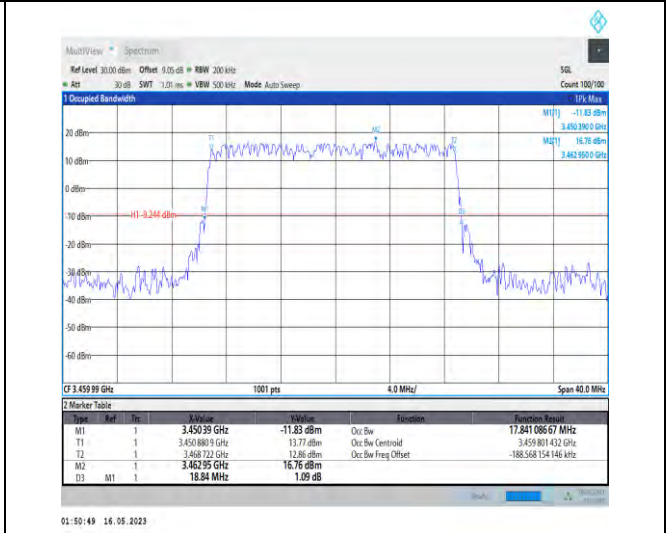 MultiView Spectrum
Ref Level 30.00 dBm Offset 9.05 dB RBW 200 kHz SGL
Att 30 dB SWT 1.01 ms VBW 500 kHz Mode Auto Sweep Count 100/100
1 Occupied Bandwidth 1Pk Max
M1[1] -11.83 dBm
3.450 390 0 GHz
M2[1] 16.76 dBm
3.462 950 0 GHz
20 dBm
T1 M2 T2
10 dBm
0 dBm
M1 D3
-10 dBm H1 -9.244 dBm
-20 dBm
-30 dBm
-40 dBm
-50 dBm
-60 dBm
CF 3.459 99 GHz 1001 pts 4.0 MHz/ Span 40.0 MHz
2 Marker Table
Type Ref Trc X-Value Y-Value Function Function Result
M1 1 3.450 39 GHz -11.83 dBm Occ Bw 17.841 086 67 MHz
T1 1 3.450 880 9 GHz 13.77 dBm Occ Bw Centroid 3.459 801 432 GHz
T2 1 3.468 722 GHz 12.86 dBm Occ Bw Freq Offset -188.568 154 146 kHz
M2 1 3.462 95 GHz 16.76 dBm
D3 M1 1 18.84 MHz 1.09 dB
Ready
01:50:49 16.05.2023